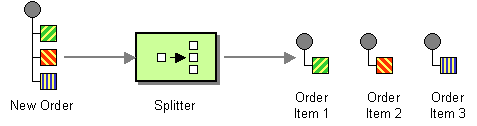 New Order
Splitter
Order
Item 1
Order
Item 2
Order
Item 3